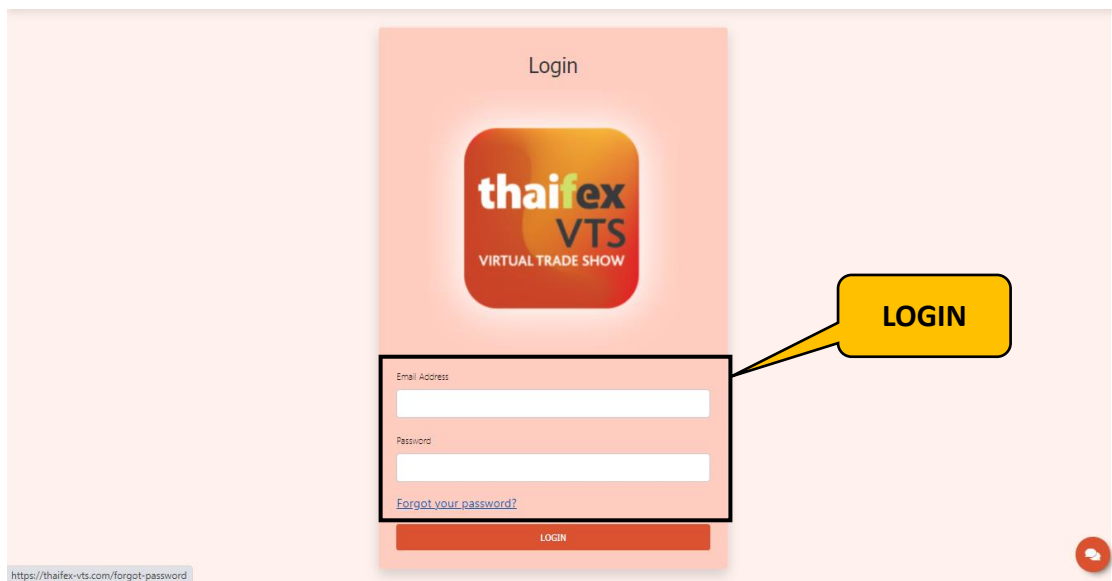 Login
thaifex
VTS
VIRTUAL TRADE SHOW
LOGIN
Email Address
Password
Forgot your password?
LOGIN
https://thaifex-vts.com/forgot-password